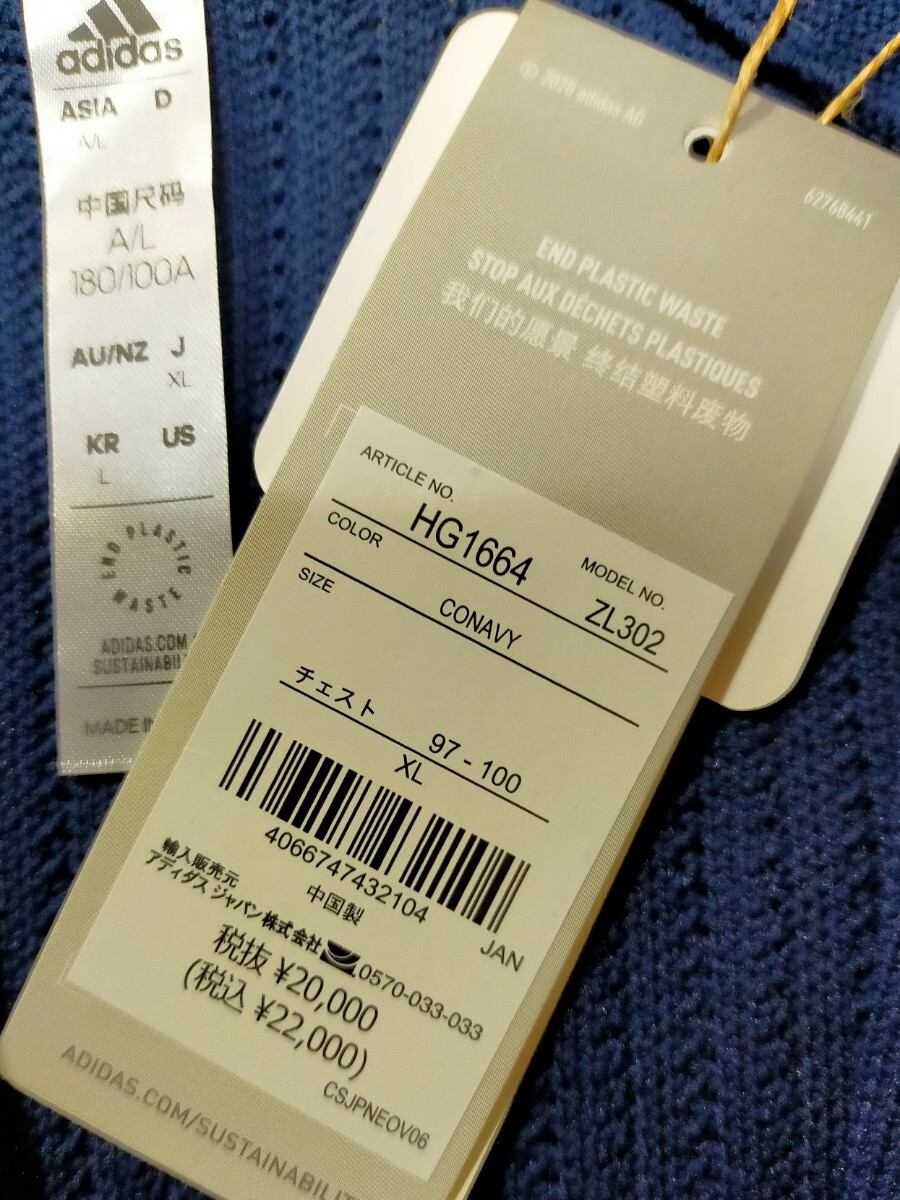 adidas
ASIA D
A/L
中国尺码
A/L
180/100A
AU/NZ J
XL
KR US
L
END PLASTIC WASTE
ADIDAS.COM
SUSTAINABI
MADE IN
© 2020 adidas AG
62768441
END PLASTIC WASTE
STOP AUX DÉCHETS PLASTIQUES
我们的愿景 终结塑料废物
ARTICLE NO. HG1664
MODEL NO. ZL302
COLOR CONAVY
SIZE
チェスト 97 - 100
XL
4066747432104
JAN
中国製
輸入販売元
アディダス ジャパン株式会社 0570-033-033
税抜 ¥20,000
(税込 ¥22,000)
CSJPNEOV06
ADIDAS.COM/SUSTAINABILI